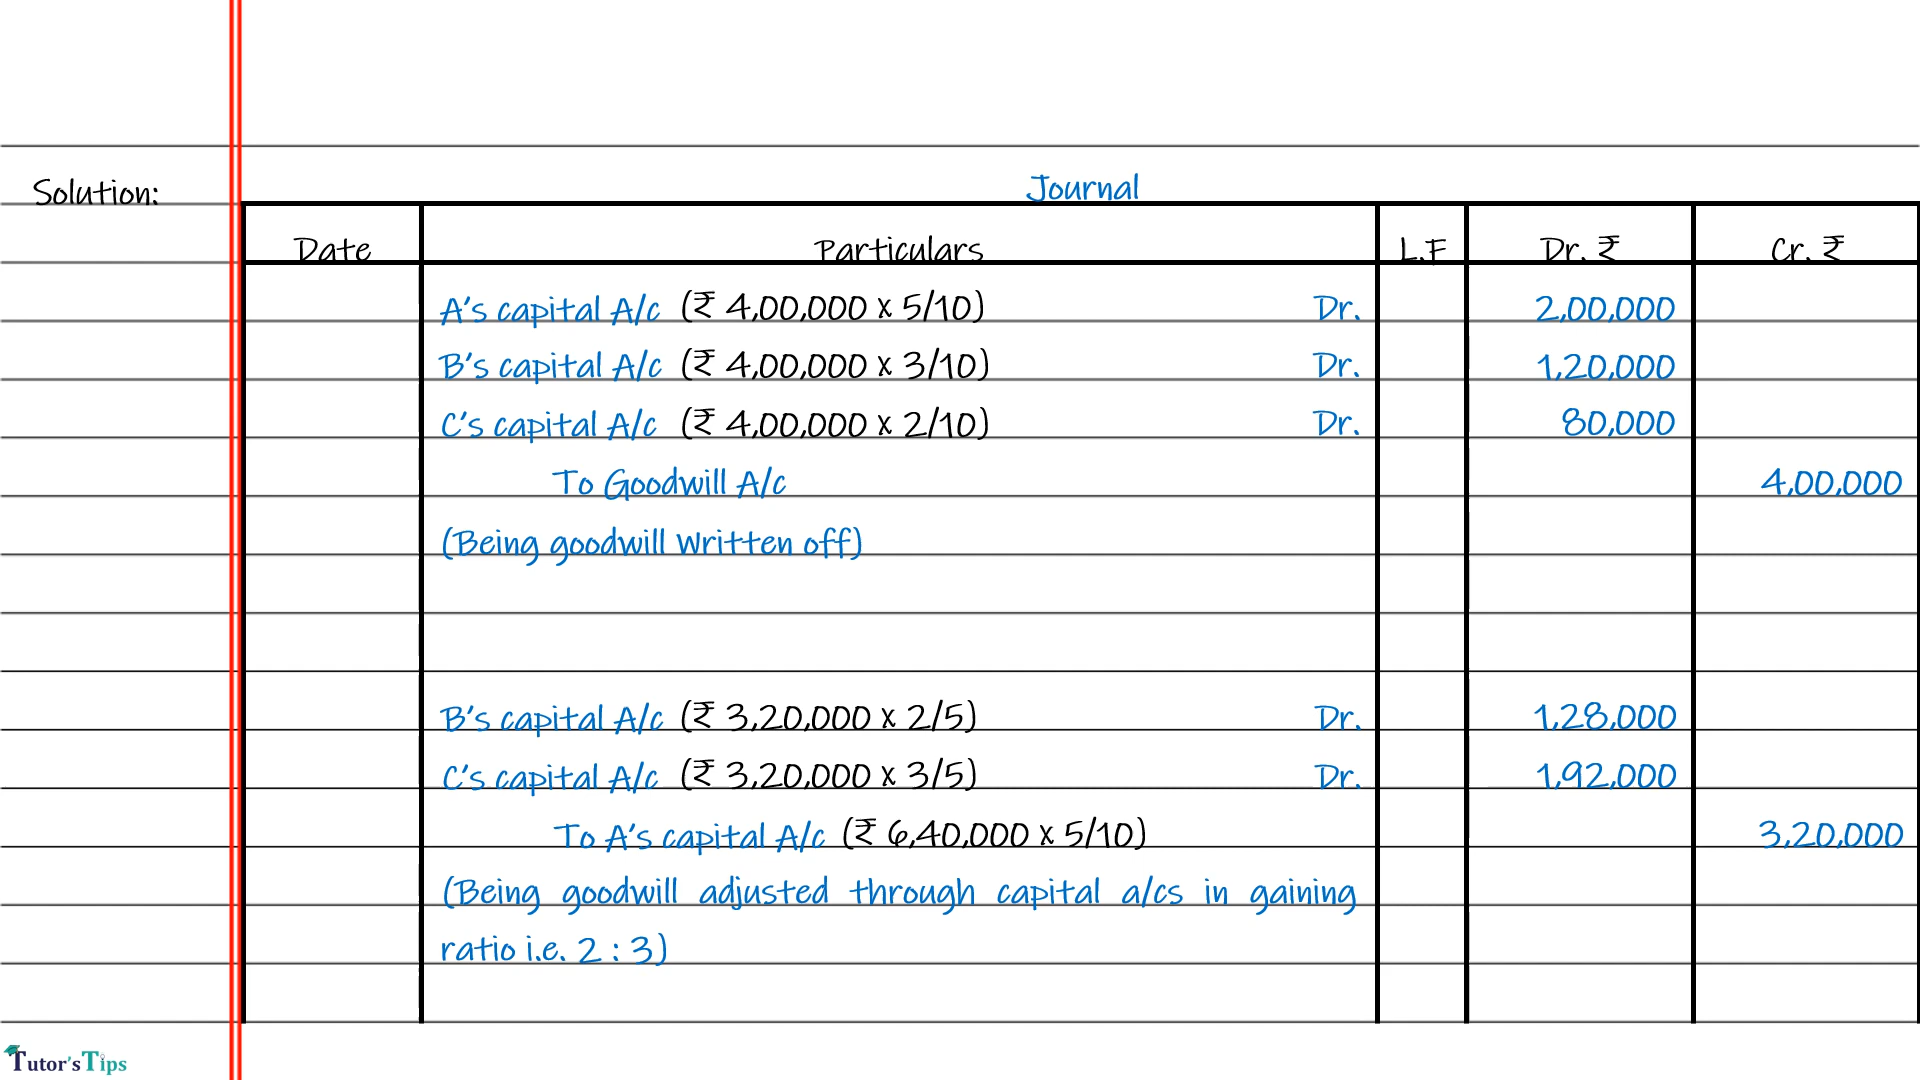 Solution:
Journal
Date Particulars L.F Dr. ₹ Cr. ₹
A's capital A/c (₹ 4,00,000 x 5/10) Dr. 2,00,000
B's capital A/c (₹ 4,00,000 x 3/10) Dr. 1,20,000
C's capital A/c (₹ 4,00,000 x 2/10) Dr. 80,000
To Goodwill A/c 4,00,000
(Being goodwill Written off)
B's capital A/c (₹ 3,20,000 x 2/5) Dr. 1,28,000
C's capital A/c (₹ 3,20,000 x 3/5) Dr. 1,92,000
To A's capital A/c (₹ 6,40,000 x 5/10) 3,20,000
(Being goodwill adjusted through capital a/cs in gaining
ratio i.e. 2 : 3)
Tutor's Tips